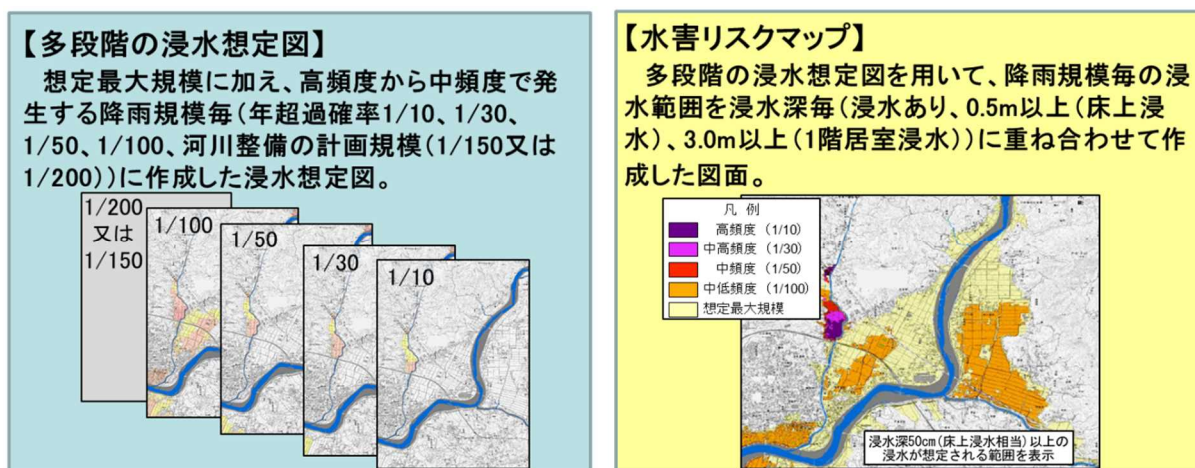 【多段階の浸水想定図】
想定最大規模に加え、高頻度から中頻度で発
生する降雨規模毎(年超過確率1/10、1/30、
1/50、1/100、河川整備の計画規模(1/150又は
1/200))に作成した浸水想定図。
1/200
又は
1/150
1/100
1/50
1/30
1/10
【水害リスクマップ】
多段階の浸水想定図を用いて、降雨規模毎の浸
水範囲を浸水深毎(浸水あり、0.5m以上(床上浸
水)、3.0m以上(1階居室浸水))に重ね合わせて作
成した図面。
凡 例
高頻度 (1/10)
中高頻度 (1/30)
中頻度 (1/50)
中低頻度 (1/100)
想定最大規模
浸水深50cm(床上浸水相当)以上の
浸水が想定される範囲を表示